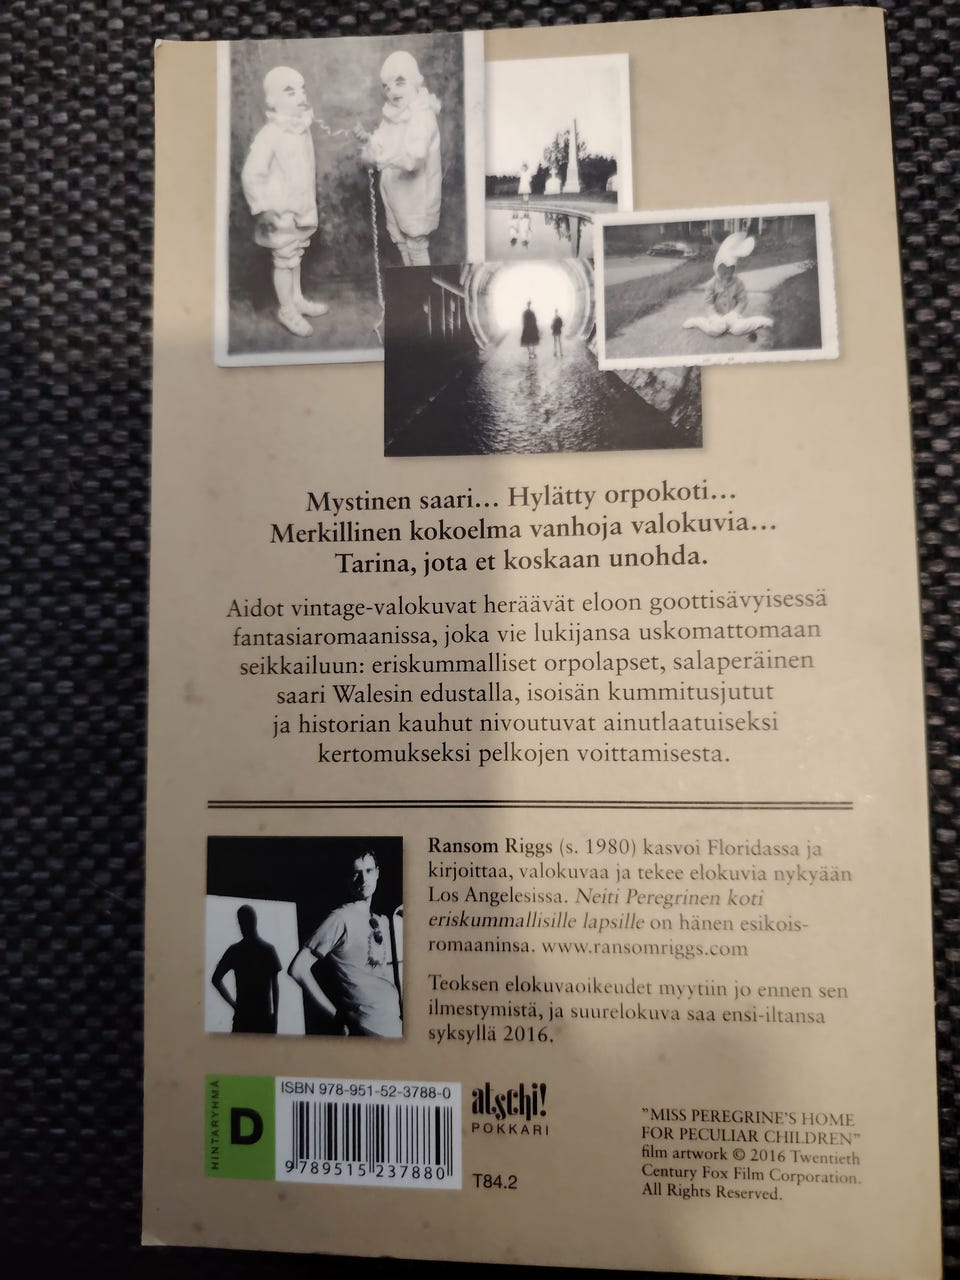 Mystinen saari... Hylätty orpokoti...
Merkillinen kokoelma vanhoja valokuvia...
Tarina, jota et koskaan unohda.
Aidot vintage-valokuvat heräävät eloon goottisävyisessä
fantasiaromaanissa, joka vie lukijansa uskomattomaan
seikkailuun: eriskummalliset orpolapset, salaperäinen
saari Walesin edustalla, isoisän kummitusjutut
ja historian kauhut nivoutuvat ainutlaatuiseksi
kertomukseksi pelkojen voittamisesta.
Ransom Riggs (s. 1980) kasvoi Floridassa ja
kirjoittaa, valokuvaa ja tekee elokuvia nykyään
Los Angelesissa. Neiti Peregrinen koti
eriskummallisille lapsille on hänen esikois-
romaaninsa. www.ransomriggs.com
Teoksen elokuvaoikeudet myytiin jo ennen sen
ilmestymistä, ja suurelokuva saa ensi-iltansa
syksyllä 2016.
HINTARYHMÄ
D
ISBN 978-951-52-3788-0
9 789515 237880
atschi!
POKKARI
T84.2
"MISS PEREGRINE'S HOME
FOR PECULIAR CHILDREN"
film artwork © 2016 Twentieth
Century Fox Film Corporation.
All Rights Reserved.